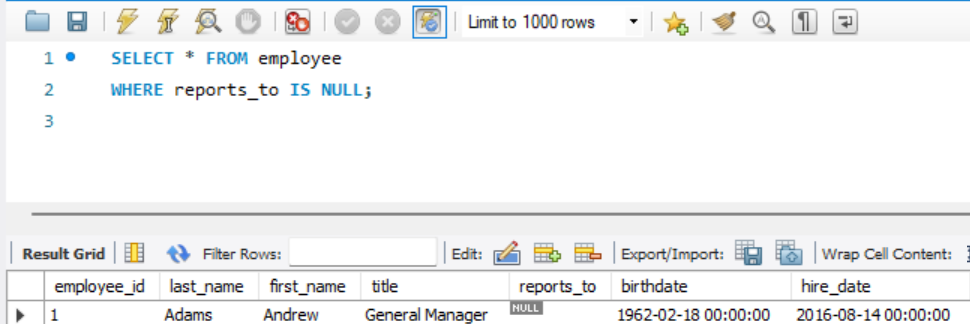 Limit to 1000 rows
1 SELECT * FROM employee
2 WHERE reports_to IS NULL;
3
Result Grid Filter Rows: Edit: Export/Import: Wrap Cell Content:
employee_id last_name first_name title reports_to birthdate hire_date
1 Adams Andrew General Manager NULL 1962-02-18 00:00:00 2016-08-14 00:00:00